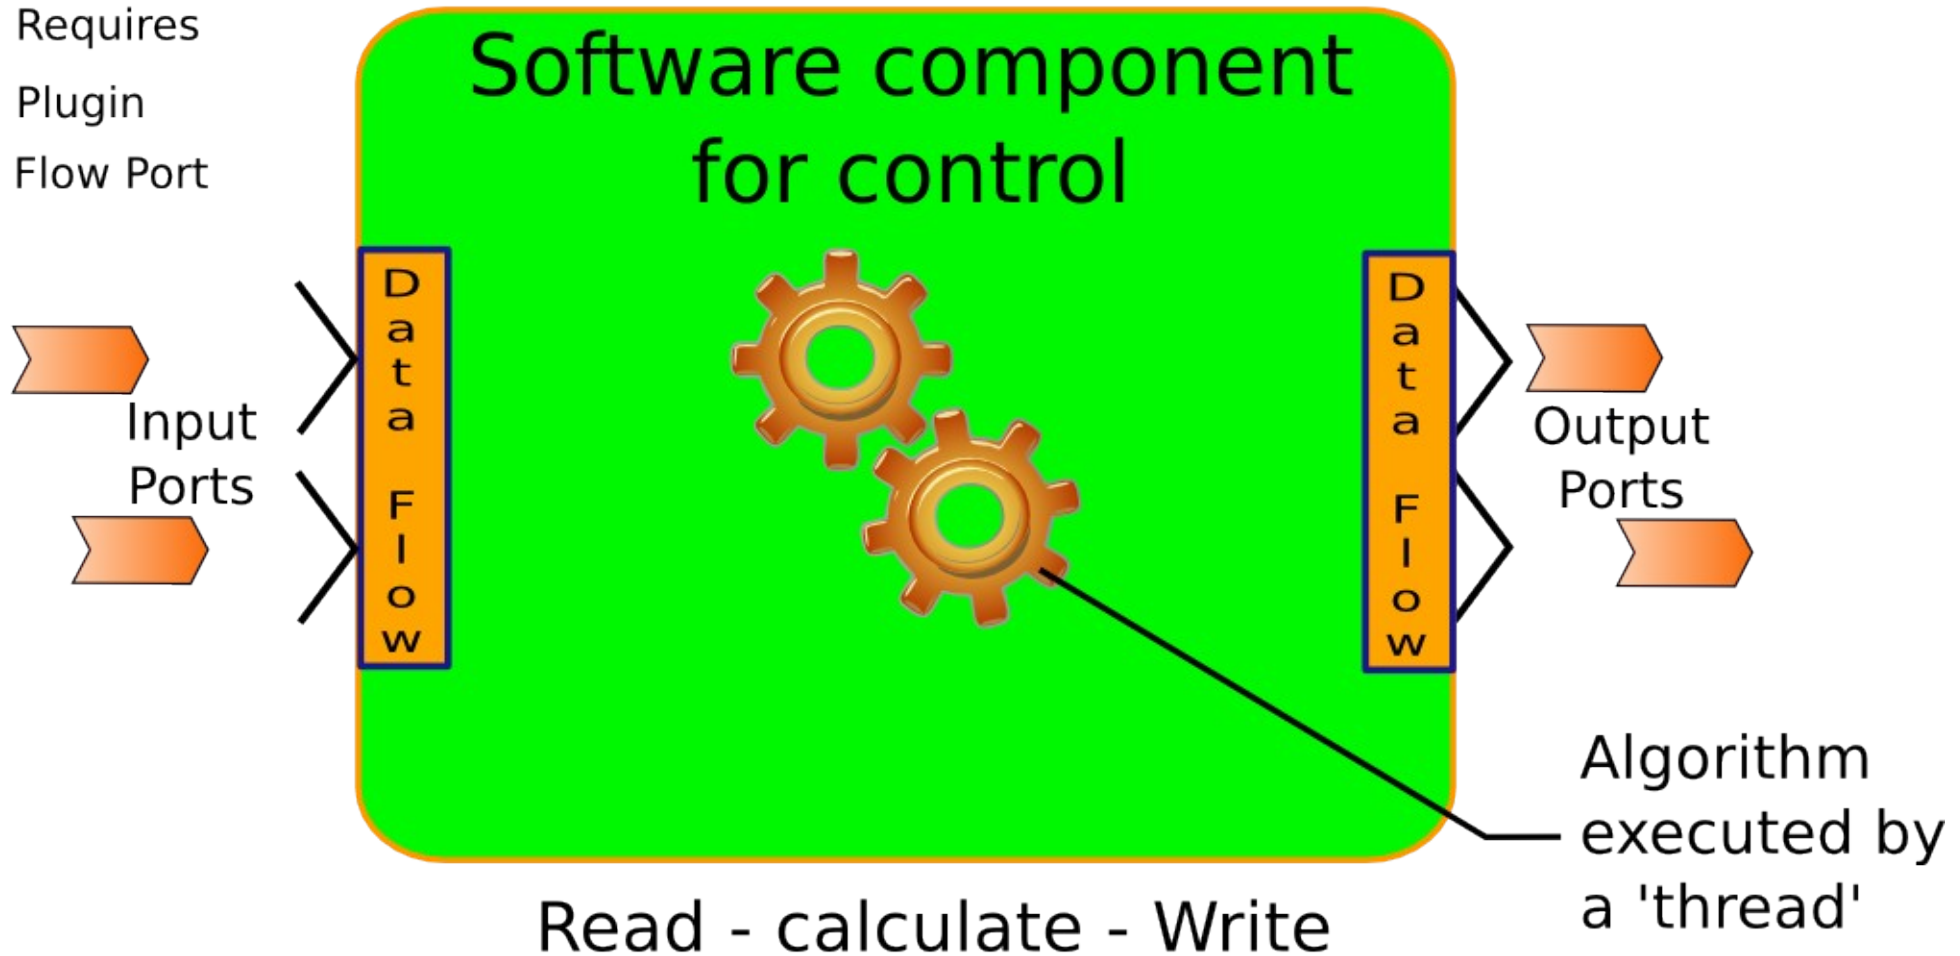 Requires
Plugin
Flow Port
Software component
for control
Data Flow
Input
Ports
Data Flow
Output
Ports
Algorithm
executed by
a 'thread'
Read - calculate - Write